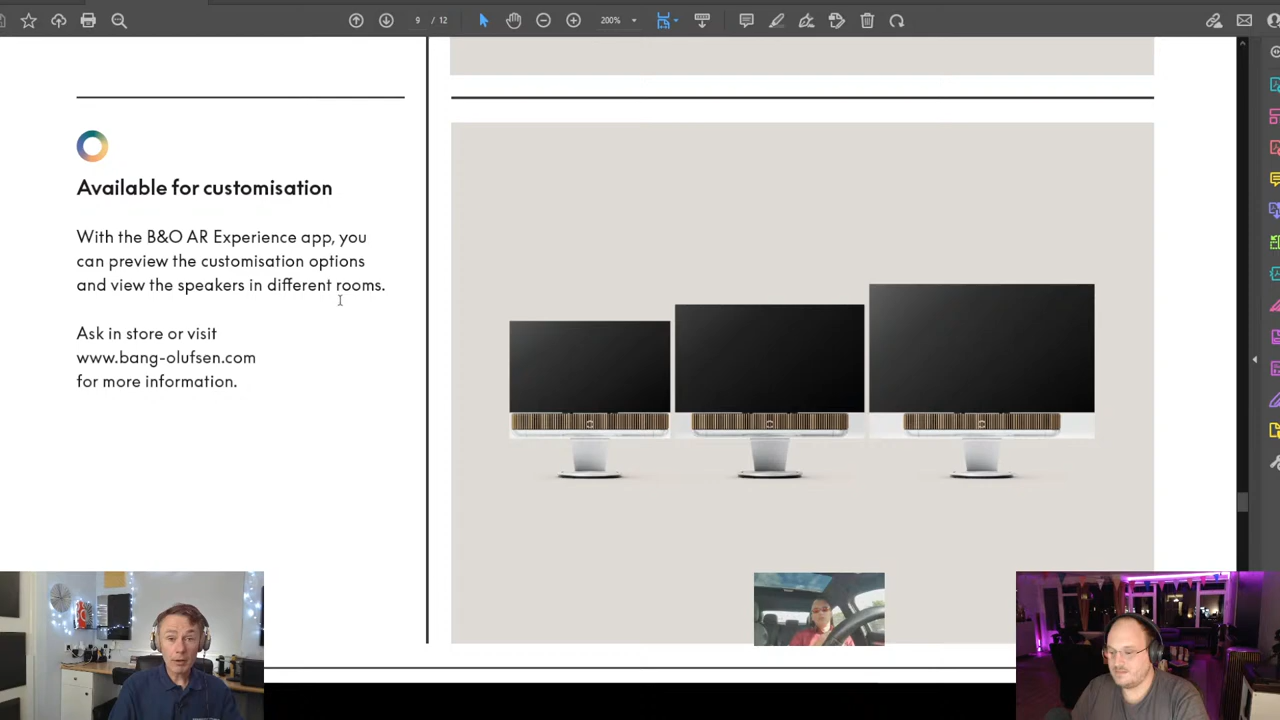 9 / 12
200%
Available for customisation
With the B&O AR Experience app, you
can preview the customisation options
and view the speakers in different rooms.
Ask in store or visit
www.bang-olufsen.com
for more information.